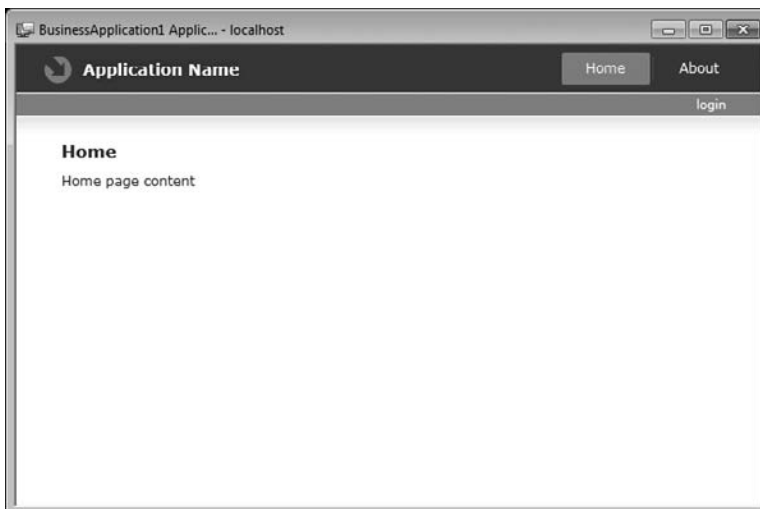 BusinessApplication1 Applic... - localhost
Application Name
Home
About
login
Home
Home page content